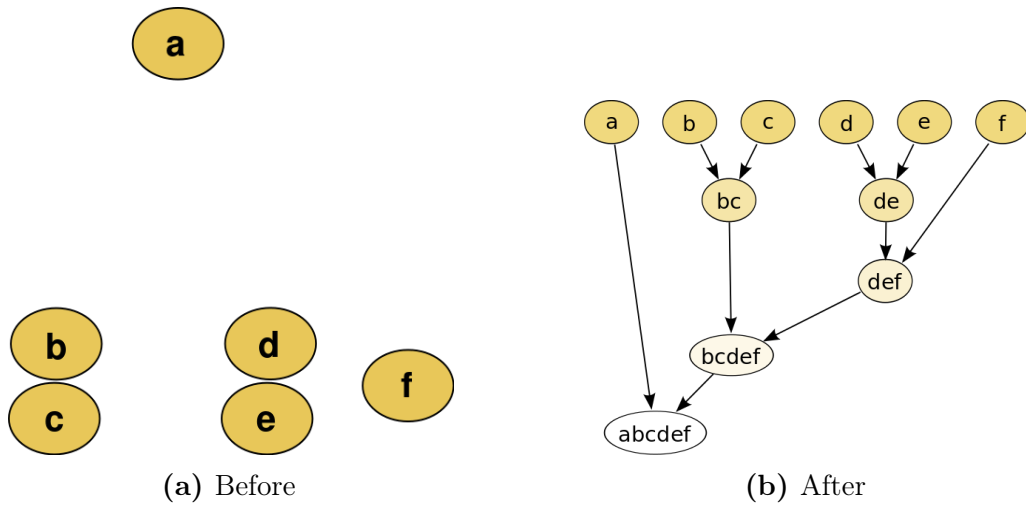 a
b
c
d
e
f
(a) Before
a b c d e f
bc de
def
bcdef
abcdef
(b) After